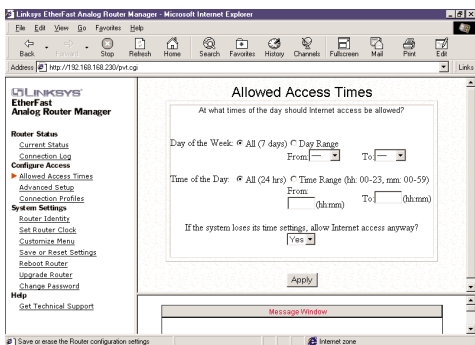 Linksys EtherFast Analog Router Manager - Microsoft Internet Explorer
File Edit View Go Favorites Help
Back Forward Stop Refresh Home Search Favorites History Channels Fullscreen Mail Print Edit
Address http://192.168.168.230/pvt.cgi Links
LINKSYS
EtherFast
Analog Router Manager
Router Status
Current Status
Connection Log
Configure Access
Allowed Access Times
Advanced Setup
Connection Profiles
System Settings
Router Identity
Set Router Clock
Customize Menu
Save or Reset Settings
Reboot Router
Upgrade Router
Change Password
Help
Get Technical Support
Allowed Access Times
At what times of the day should Internet access be allowed?
Day of the Week: All (7 days) Day Range
From: --- To: ---
Time of the Day: All (24 hrs) Time Range (hh: 00-23, mm: 00-59)
From: (hh:mm) To: (hh:mm)
If the system loses its time settings, allow Internet access anyway?
Yes
Apply
Message Window
Save or erase the Router configuration settings Internet zone